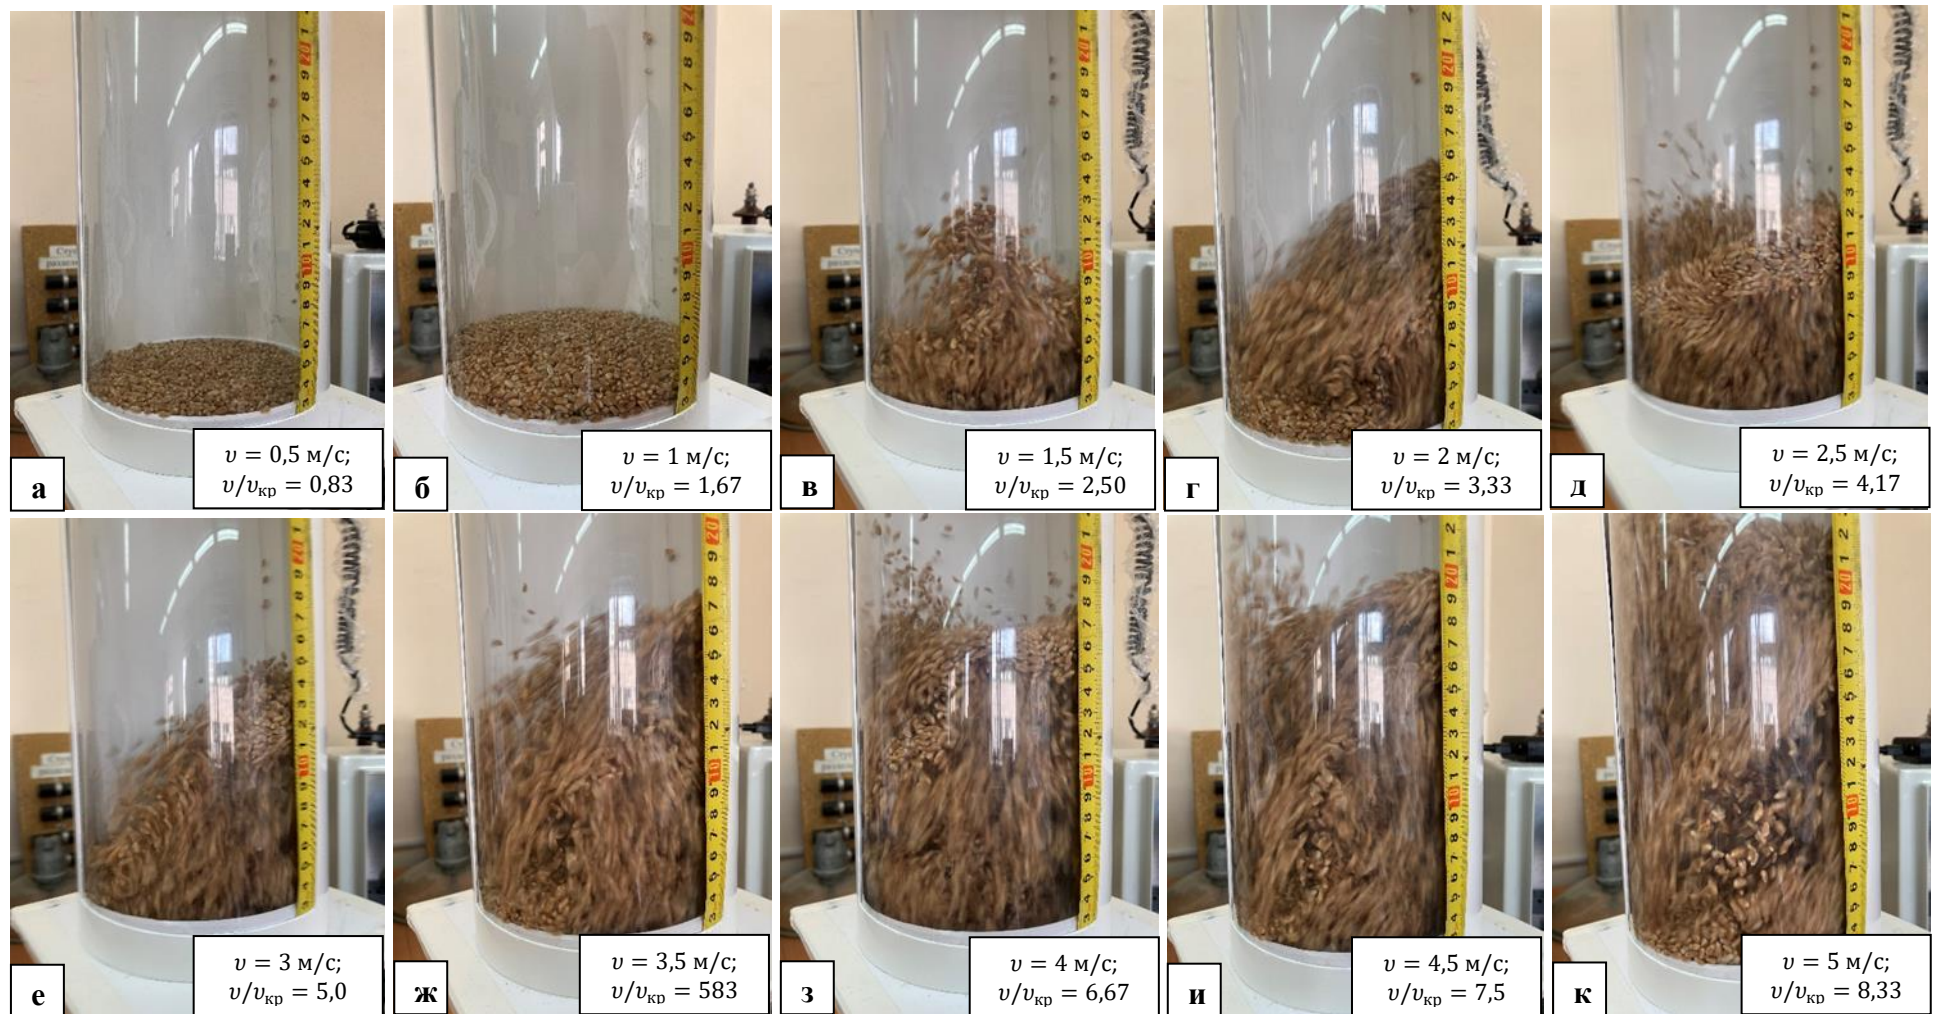 а
υ = 0,5 м/с;
υ/υкр = 0,83
б
υ = 1 м/с;
υ/υкр = 1,67
в
υ = 1,5 м/с;
υ/υкр = 2,50
г
υ = 2 м/с;
υ/υкр = 3,33
д
υ = 2,5 м/с;
υ/υкр = 4,17
е
υ = 3 м/с;
υ/υкр = 5,0
ж
υ = 3,5 м/с;
υ/υкр = 583
з
υ = 4 м/с;
υ/υкр = 6,67
и
υ = 4,5 м/с;
υ/υкр = 7,5
к
υ = 5 м/с;
υ/υкр = 8,33